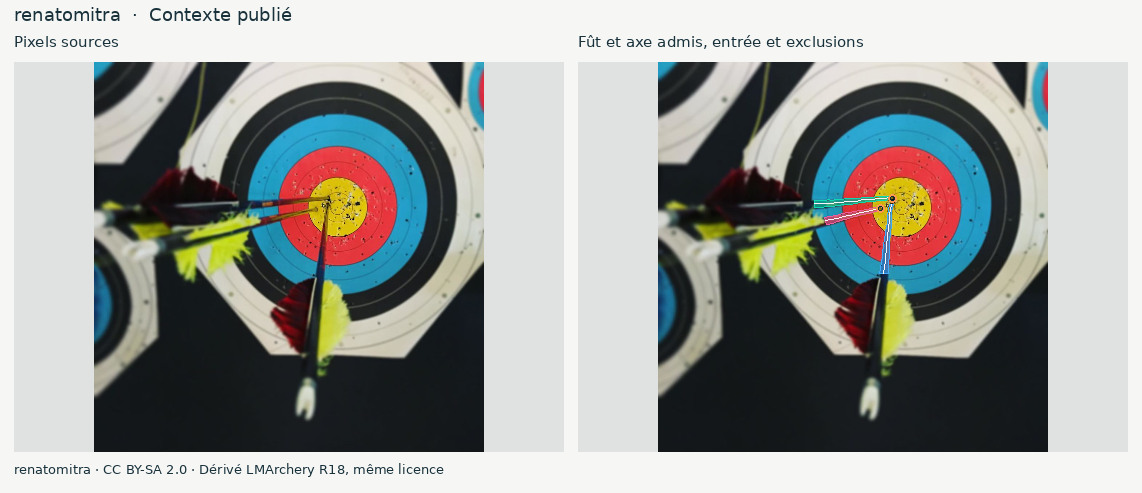 renatomitra · Contexte publié
Pixels sources
Fût et axe admis, entrée et exclusions
renatomitra · CC BY-SA 2.0 · Dérivé LMArchery R18, même licence